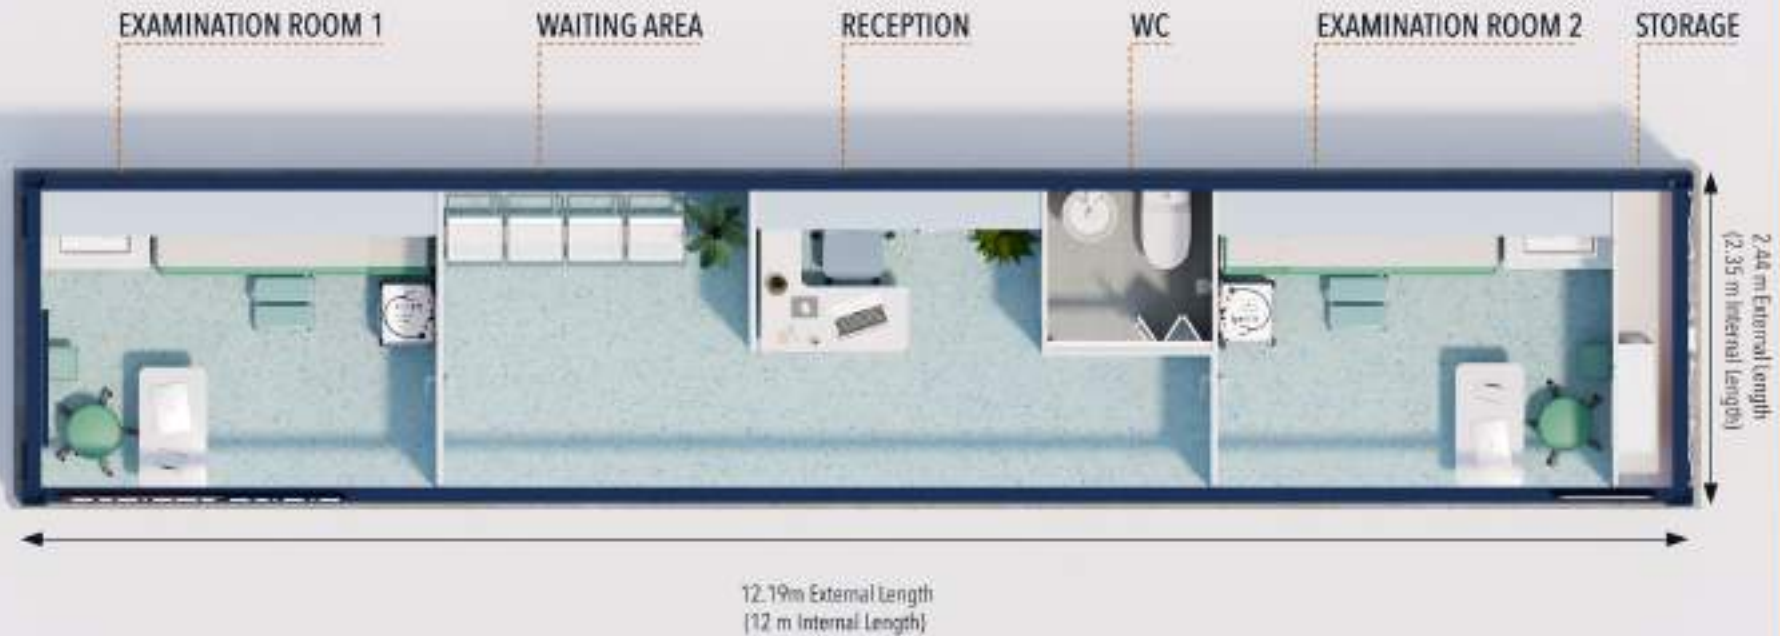 EXAMINATION ROOM 1
WAITING AREA
RECEPTION
WC
EXAMINATION ROOM 2
STORAGE
2.44 m External Length
(2.35 m Internal Length)
12.19m External Length
(12 m Internal Length)